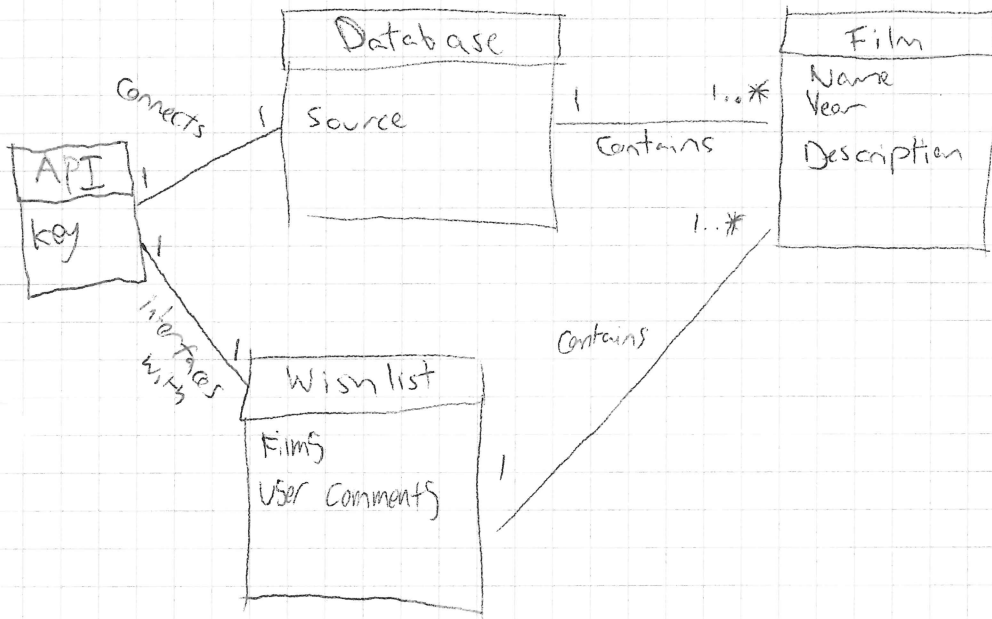 Database
Source
Film
Name
Year
Description
Connects
1
1
1
1..*
Contains
API
key
1
interfaces
with
1
Wishlist
Films
User Comments
1..*
Contains
1